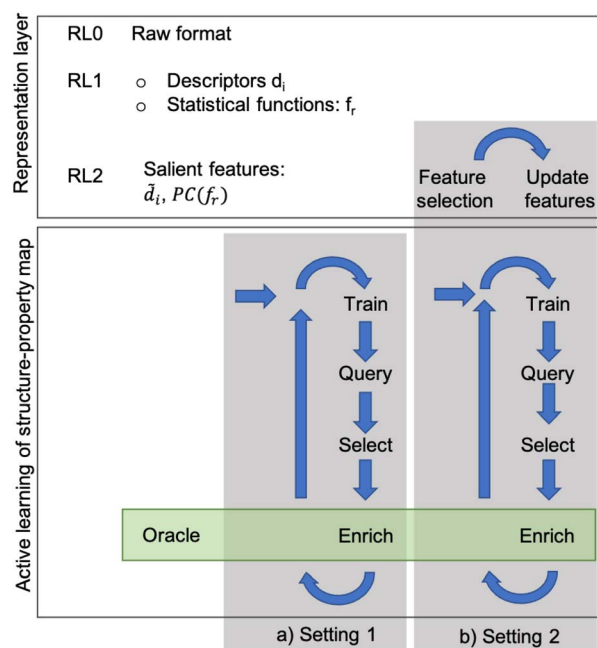 Representation layer
RL0 Raw format
RL1 o Descriptors dᵢ
o Statistical functions: fᵣ
RL2 Salient features:
d̃ᵢ, PC(fᵣ)
Feature selection
Update features
Active learning of structure-property map
Train
Query
Select
Oracle
Enrich
a) Setting 1
Train
Query
Select
Enrich
b) Setting 2